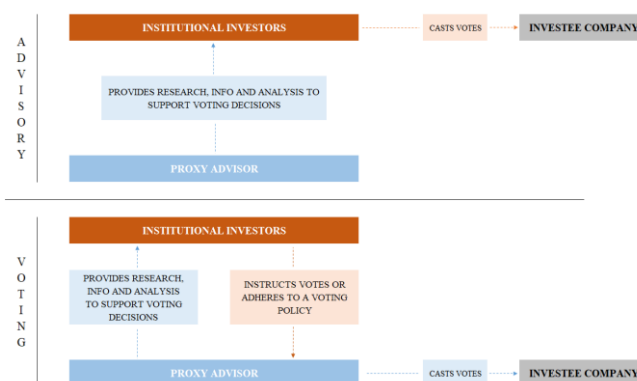 ADVISORY
INSTITUTIONAL INVESTORS
CASTS VOTES
INVESTEE COMPANY
PROVIDES RESEARCH, INFO AND ANALYSIS TO
SUPPORT VOTING DECISIONS
PROXY ADVISOR
VOTING
INSTITUTIONAL INVESTORS
PROVIDES RESEARCH,
INFO AND ANALYSIS
TO SUPPORT VOTING
DECISIONS
INSTRUCTS VOTES OR
ADHERES TO A VOTING
POLICY
PROXY ADVISOR
CASTS VOTES
INVESTEE COMPANY